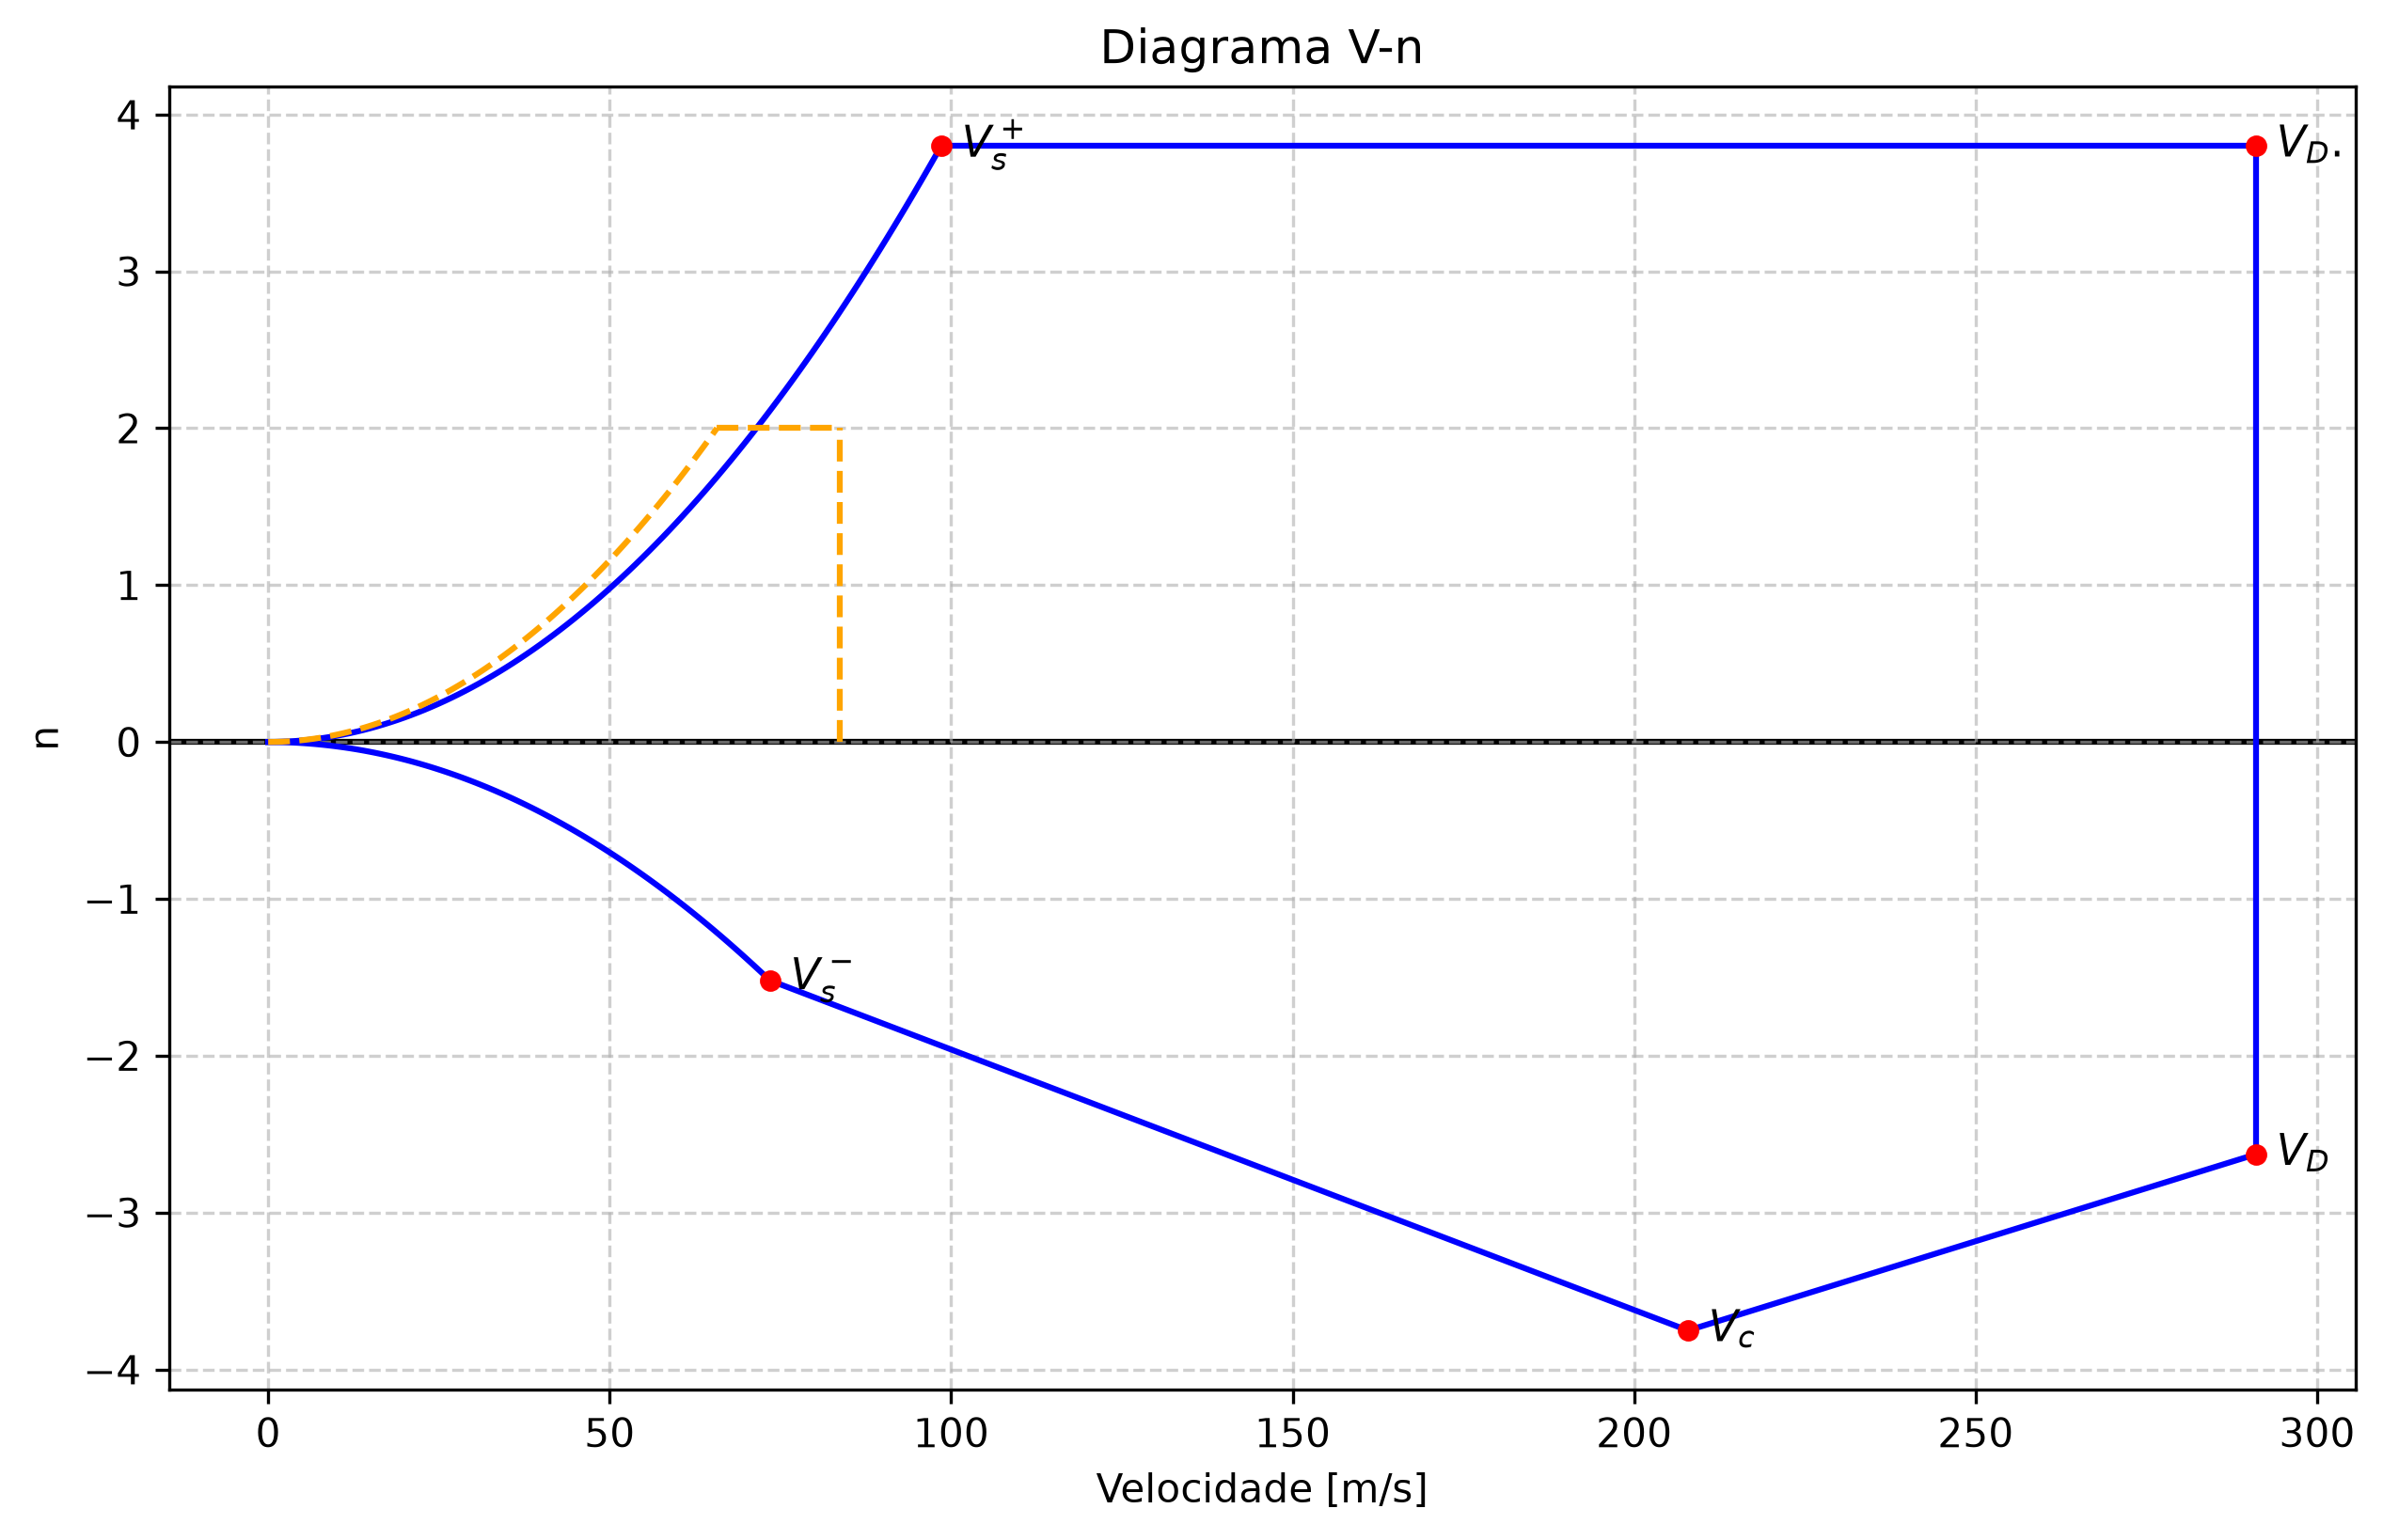 Diagrama V-n
4
3
2
1
0
−1
−2
−3
−4
n
V_s^+
V_D.
V_s^−
V_D
V_c
0 50 100 150 200 250 300
Velocidade [m/s]